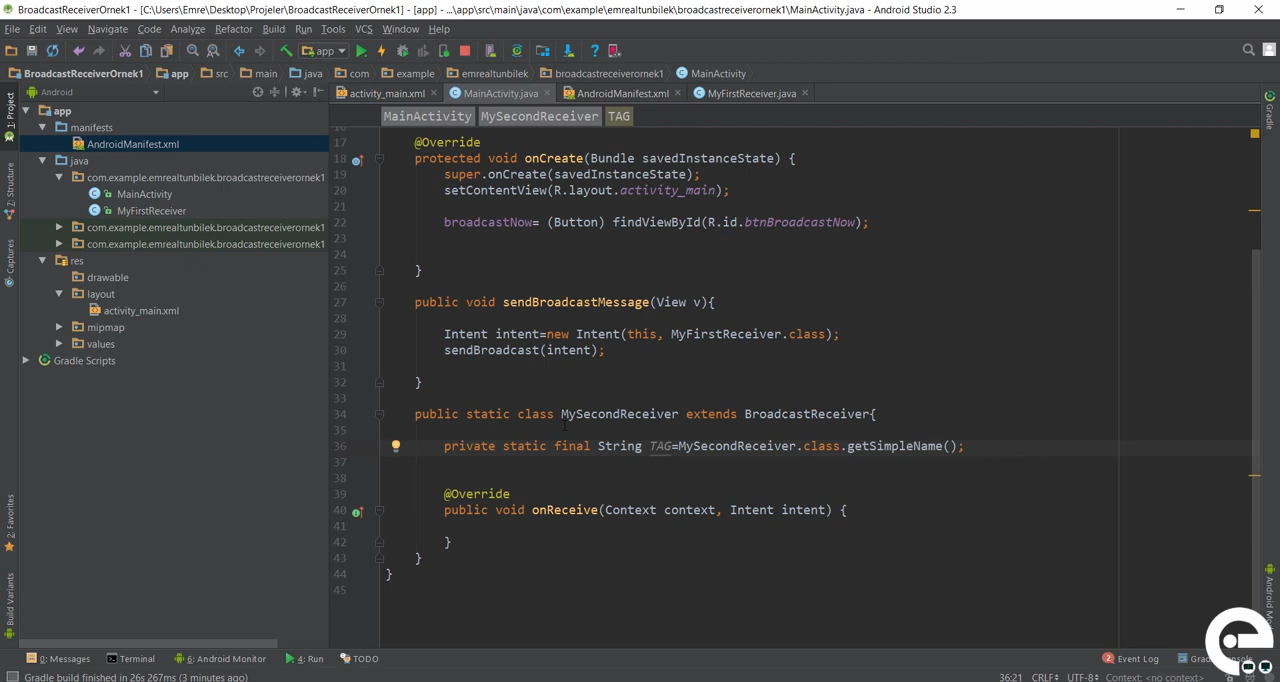 BroadcastReceiverOrnek1 - [C:\Users\Emre\Desktop\Projeler\BroadcastReceiverOrnek1] - [app] - ...\app\src\main\java\com\example\emrealtunbilek\broadcastreceiverornek1\MainActivity.java - Android Studio 2.3
File Edit View Navigate Code Analyze Refactor Build Run Tools VCS Window Help
app
BroadcastReceiverOrnek1 app src main java com example emrealtunbilek broadcastreceiverornek1 MainActivity
Android
activity_main.xml MainActivity.java AndroidManifest.xml MyFirstReceiver.java
MainActivity MySecondReceiver TAG
1: Project
Z: Structure
Captures
2: Favorites
Build Variants
app
manifests
AndroidManifest.xml
java
com.example.emrealtunbilek.broadcastreceiverornek1
MainActivity
MyFirstReceiver
com.example.emrealtunbilek.broadcastreceiverornek1
com.example.emrealtunbilek.broadcastreceiverornek1
res
drawable
layout
activity_main.xml
mipmap
values
Gradle Scripts
16
17 @Override
18 protected void onCreate(Bundle savedInstanceState) {
19 super.onCreate(savedInstanceState);
20 setContentView(R.layout.activity_main);
21
22 broadcastNow= (Button) findViewById(R.id.btnBroadcastNow);
23
24
25 }
26
27 public void sendBroadcastMessage(View v){
28
29 Intent intent=new Intent(this, MyFirstReceiver.class);
30 sendBroadcast(intent);
31
32 }
33
34 public static class MySecondReceiver extends BroadcastReceiver{
35
36 private static final String TAG=MySecondReceiver.class.getSimpleName();
37
38
39 @Override
40 public void onReceive(Context context, Intent intent) {
41
42 }
43 }
44 }
45
Gradle
0: Messages Terminal 6: Android Monitor 4: Run TODO 2 Event Log
Gradle build finished in 26s 267ms (3 minutes ago) 36:21 CRLF UTF-8 Context: <no context>